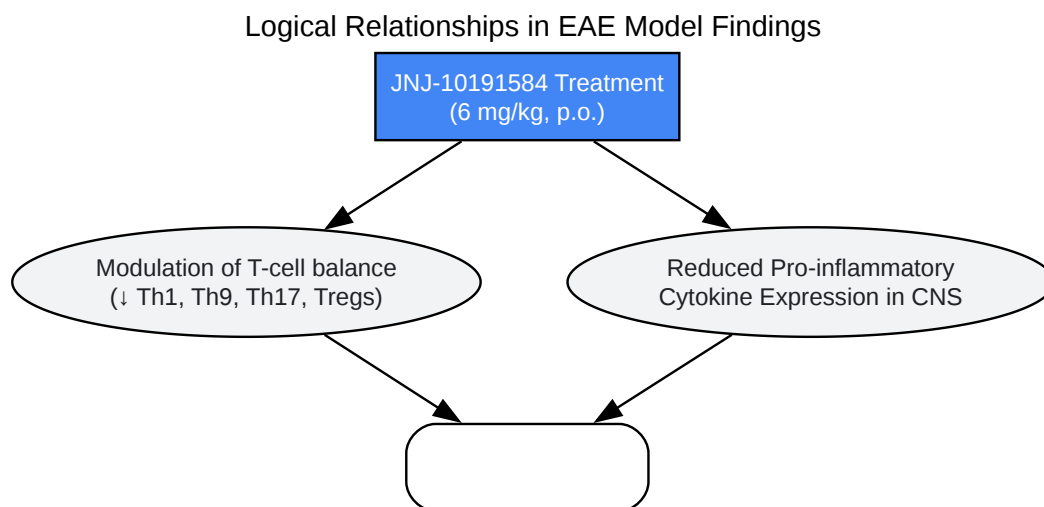 Logical Relationships in EAE Model Findings
JNJ-10191584 Treatment
(6 mg/kg, p.o.)
Modulation of T-cell balance
(↓ Th1, Th9, Th17, Tregs)
Reduced Pro-inflammatory
Cytokine Expression in CNS